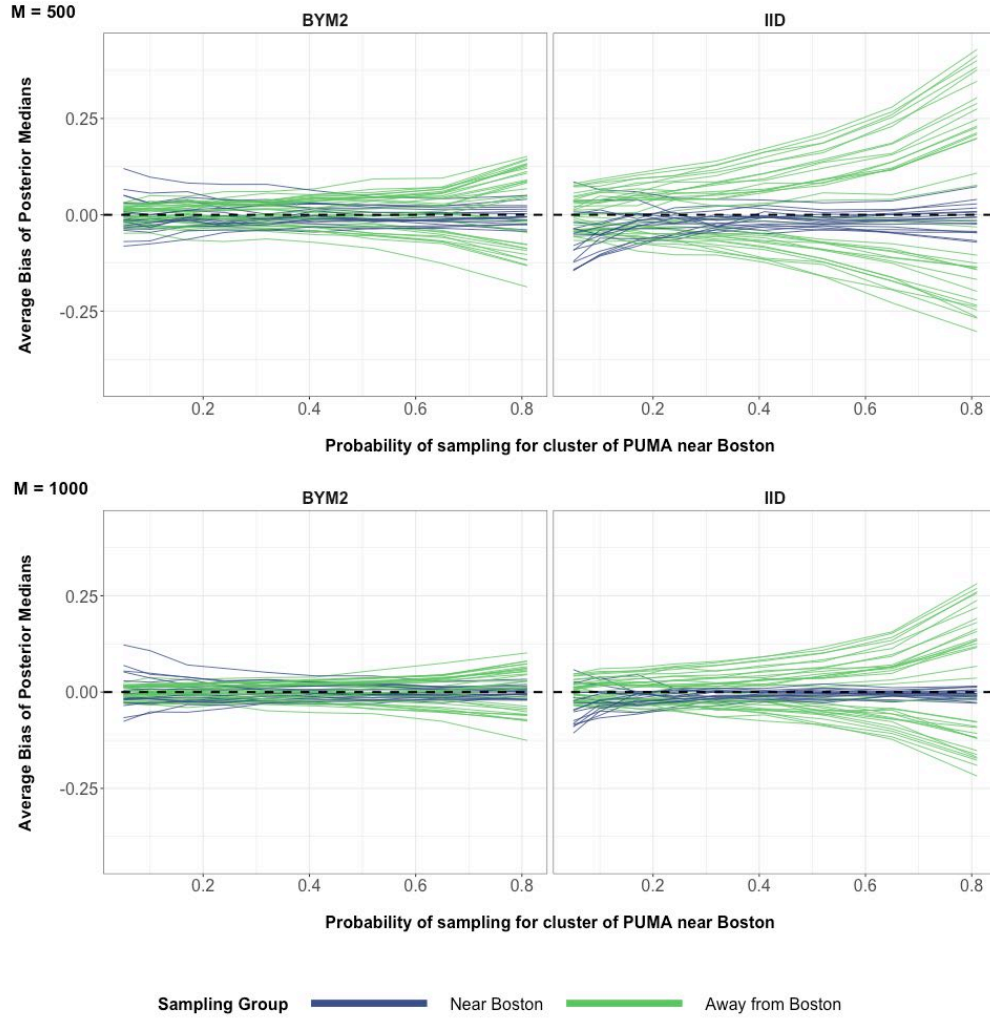 M = 500
BYM2 IID
Average Bias of Posterior Medians
0.25
0.00
-0.25
0.2 0.4 0.6 0.8 0.2 0.4 0.6 0.8
Probability of sampling for cluster of PUMA near Boston
M = 1000
BYM2 IID
Average Bias of Posterior Medians
0.25
0.00
-0.25
0.2 0.4 0.6 0.8 0.2 0.4 0.6 0.8
Probability of sampling for cluster of PUMA near Boston
Sampling Group Near Boston Away from Boston